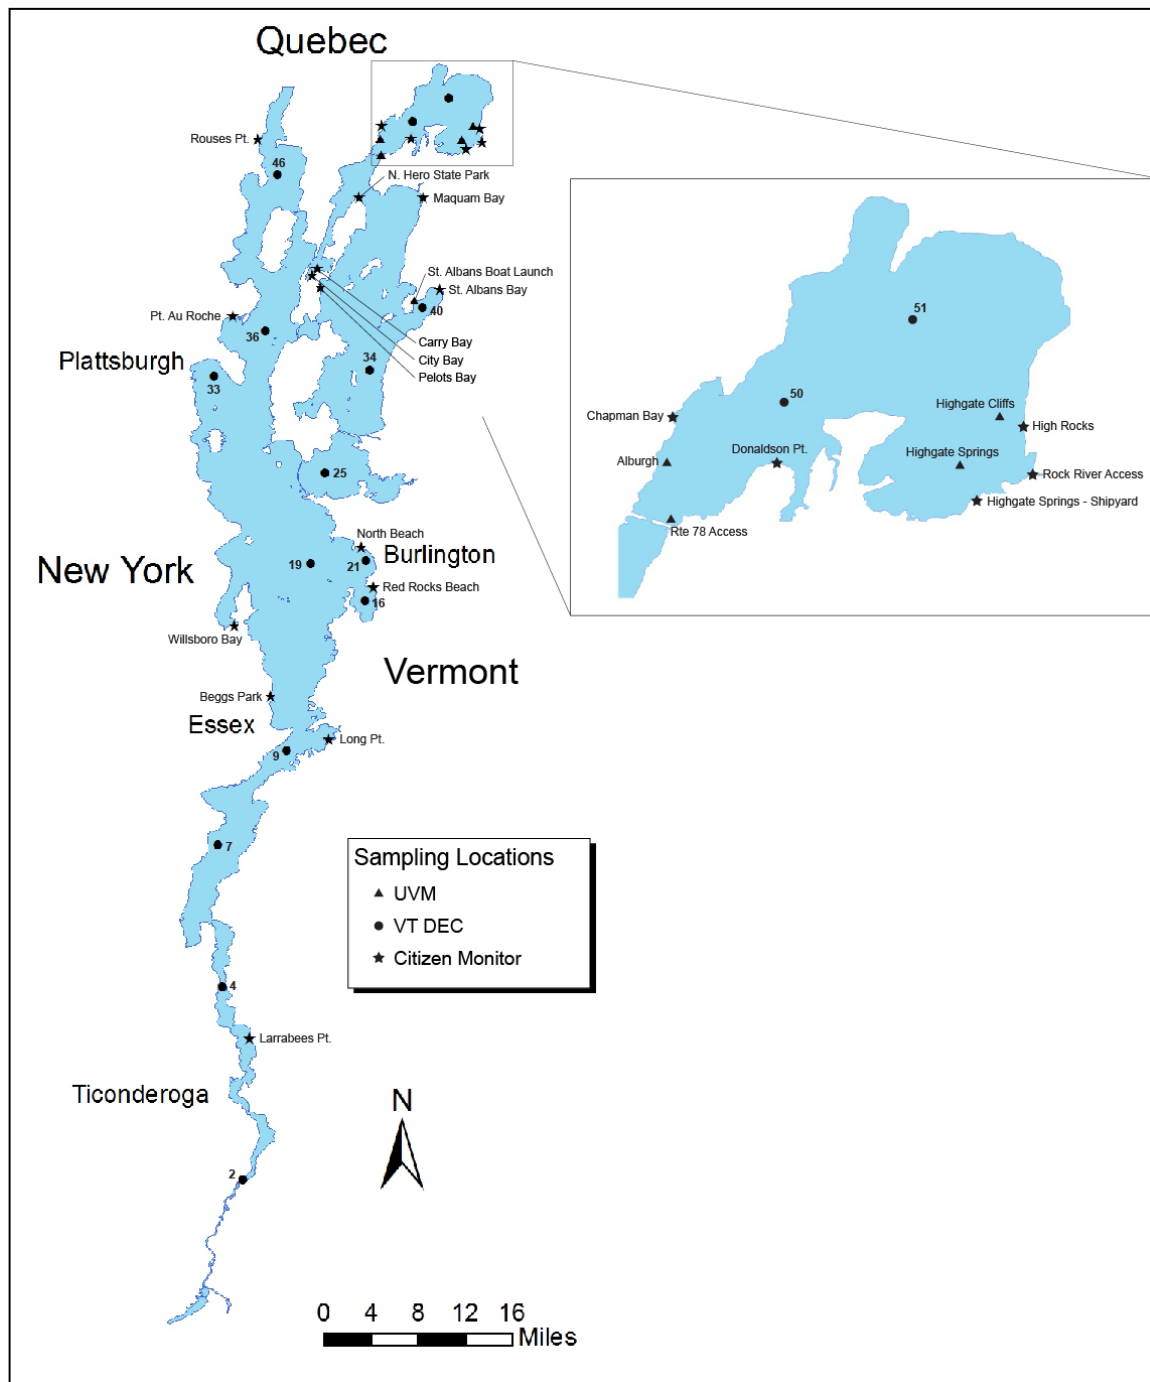 Quebec
Rouses Pt.
46
N. Hero State Park
Maquam Bay
St. Albans Boat Launch
St. Albans Bay
40
Pt. Au Roche
36
Carry Bay
City Bay
Pelots Bay
34
Plattsburgh
33
25
North Beach
Burlington
21
19
New York
Red Rocks Beach
16
Willsboro Bay
Vermont
Beggs Park
Essex
Long Pt.
9
7
4
Larrabees Pt.
Ticonderoga
2
51
50
Chapman Bay
Highgate Cliffs
High Rocks
Donaldson Pt.
Highgate Springs
Alburgh
Rock River Access
Highgate Springs - Shipyard
Rte 78 Access
Sampling Locations
UVM
VT DEC
Citizen Monitor
N
0 4 8 12 16
Miles